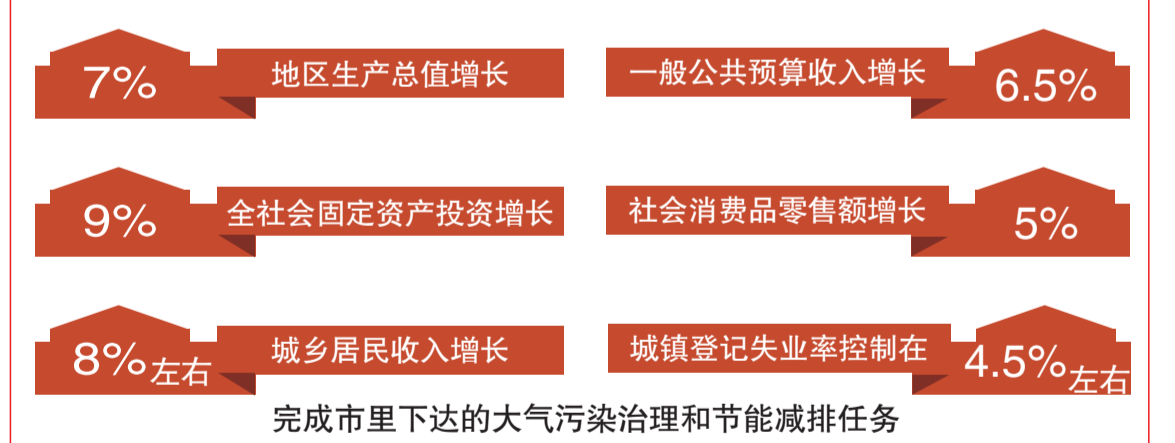 7% 地区生产总值增长
一般公共预算收入增长 6.5%
9% 全社会固定资产投资增长
社会消费品零售额增长 5%
8%左右 城乡居民收入增长
城镇登记失业率控制在 4.5%左右
完成市里下达的大气污染治理和节能减排任务